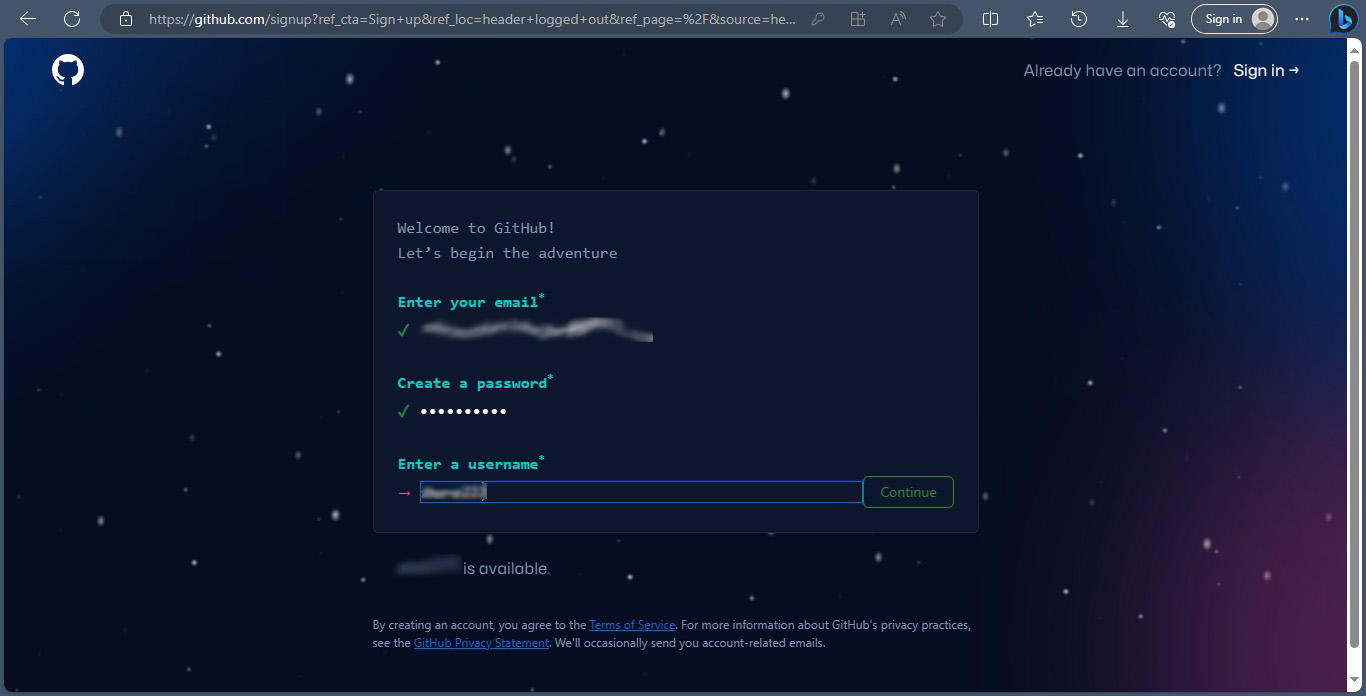 https://github.com/signup?ref_cta=Sign+up&ref_loc=header+logged+out&ref_page=%2F&source=he...
Sign in
Already have an account? Sign in →
Welcome to GitHub!
Let’s begin the adventure
Enter your email*
✓
Create a password*
✓ ••••••••••
Enter a username*
→ Continue
is available.
By creating an account, you agree to the Terms of Service. For more information about GitHub's privacy practices,
see the GitHub Privacy Statement. We'll occasionally send you account-related emails.